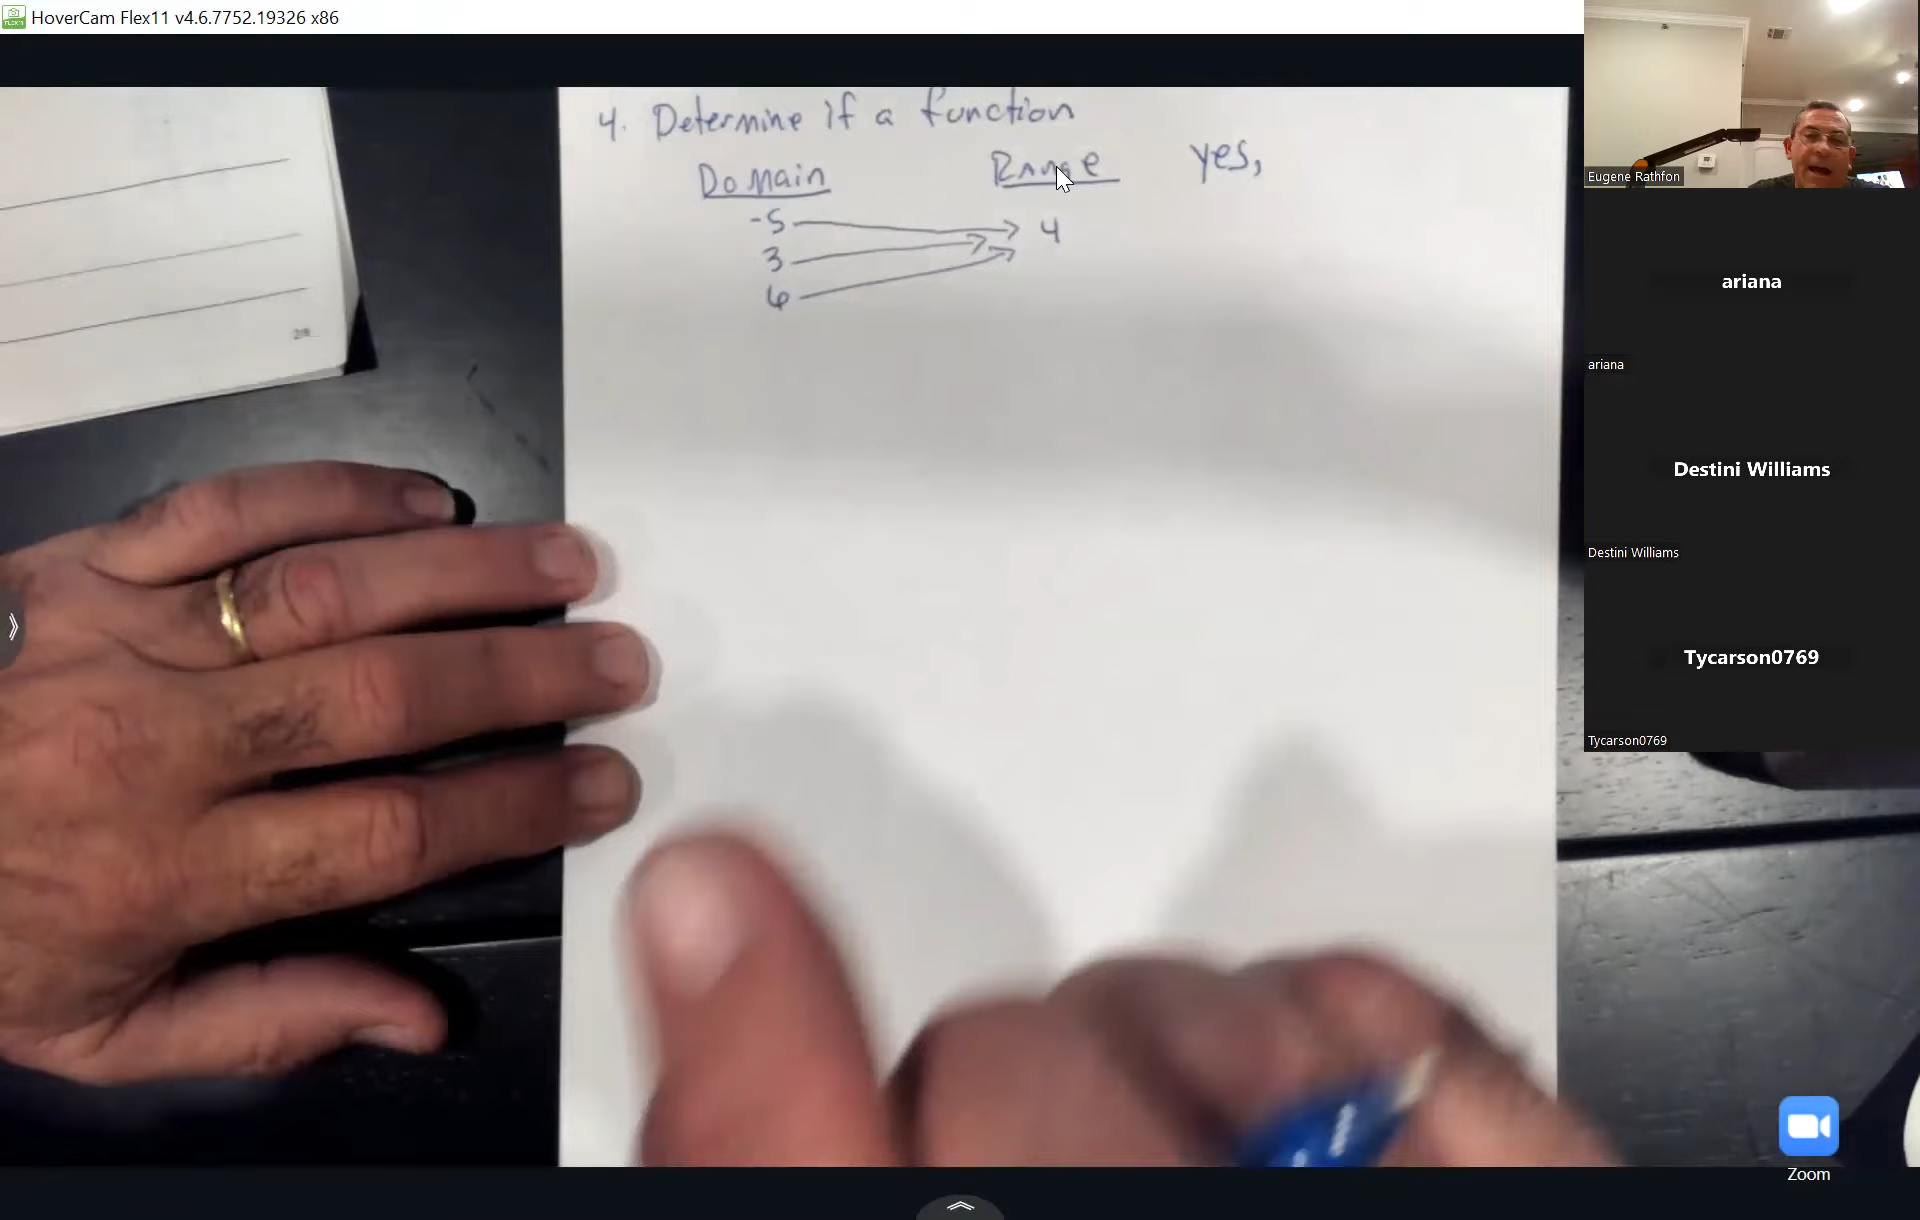 HoverCam Flex11 v4.6.7752.19326 x86
4. Determine if a function
Domain Range yes,
-5 4
3
6
Eugene Rathfon
ariana
ariana
Destini Williams
Destini Williams
Tycarson0769
Tycarson0769
Zoom